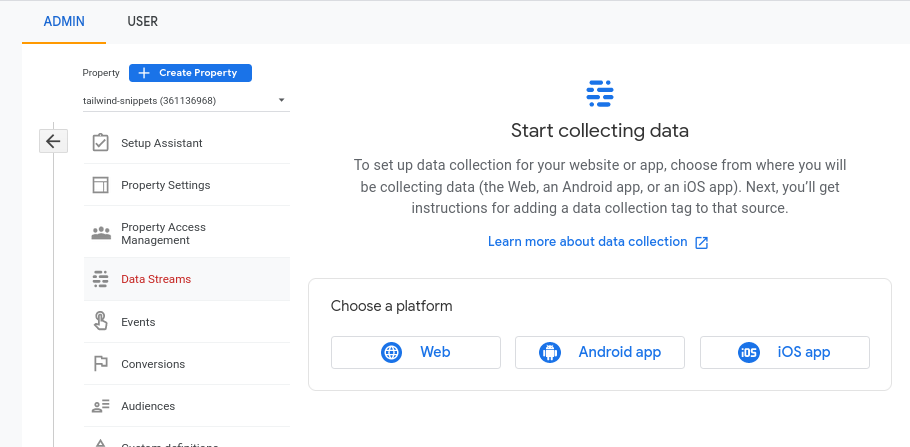 ADMIN
USER
Property
Create Property
tailwind-snippets (361136968)
Setup Assistant
Property Settings
Property Access
Management
Data Streams
Events
Conversions
Audiences
Custom definitions
Start collecting data
To set up data collection for your website or app, choose from where you will
be collecting data (the Web, an Android app, or an iOS app). Next, you’ll get
instructions for adding a data collection tag to that source.
Learn more about data collection
Choose a platform
Web
Android app
iOS
iOS app